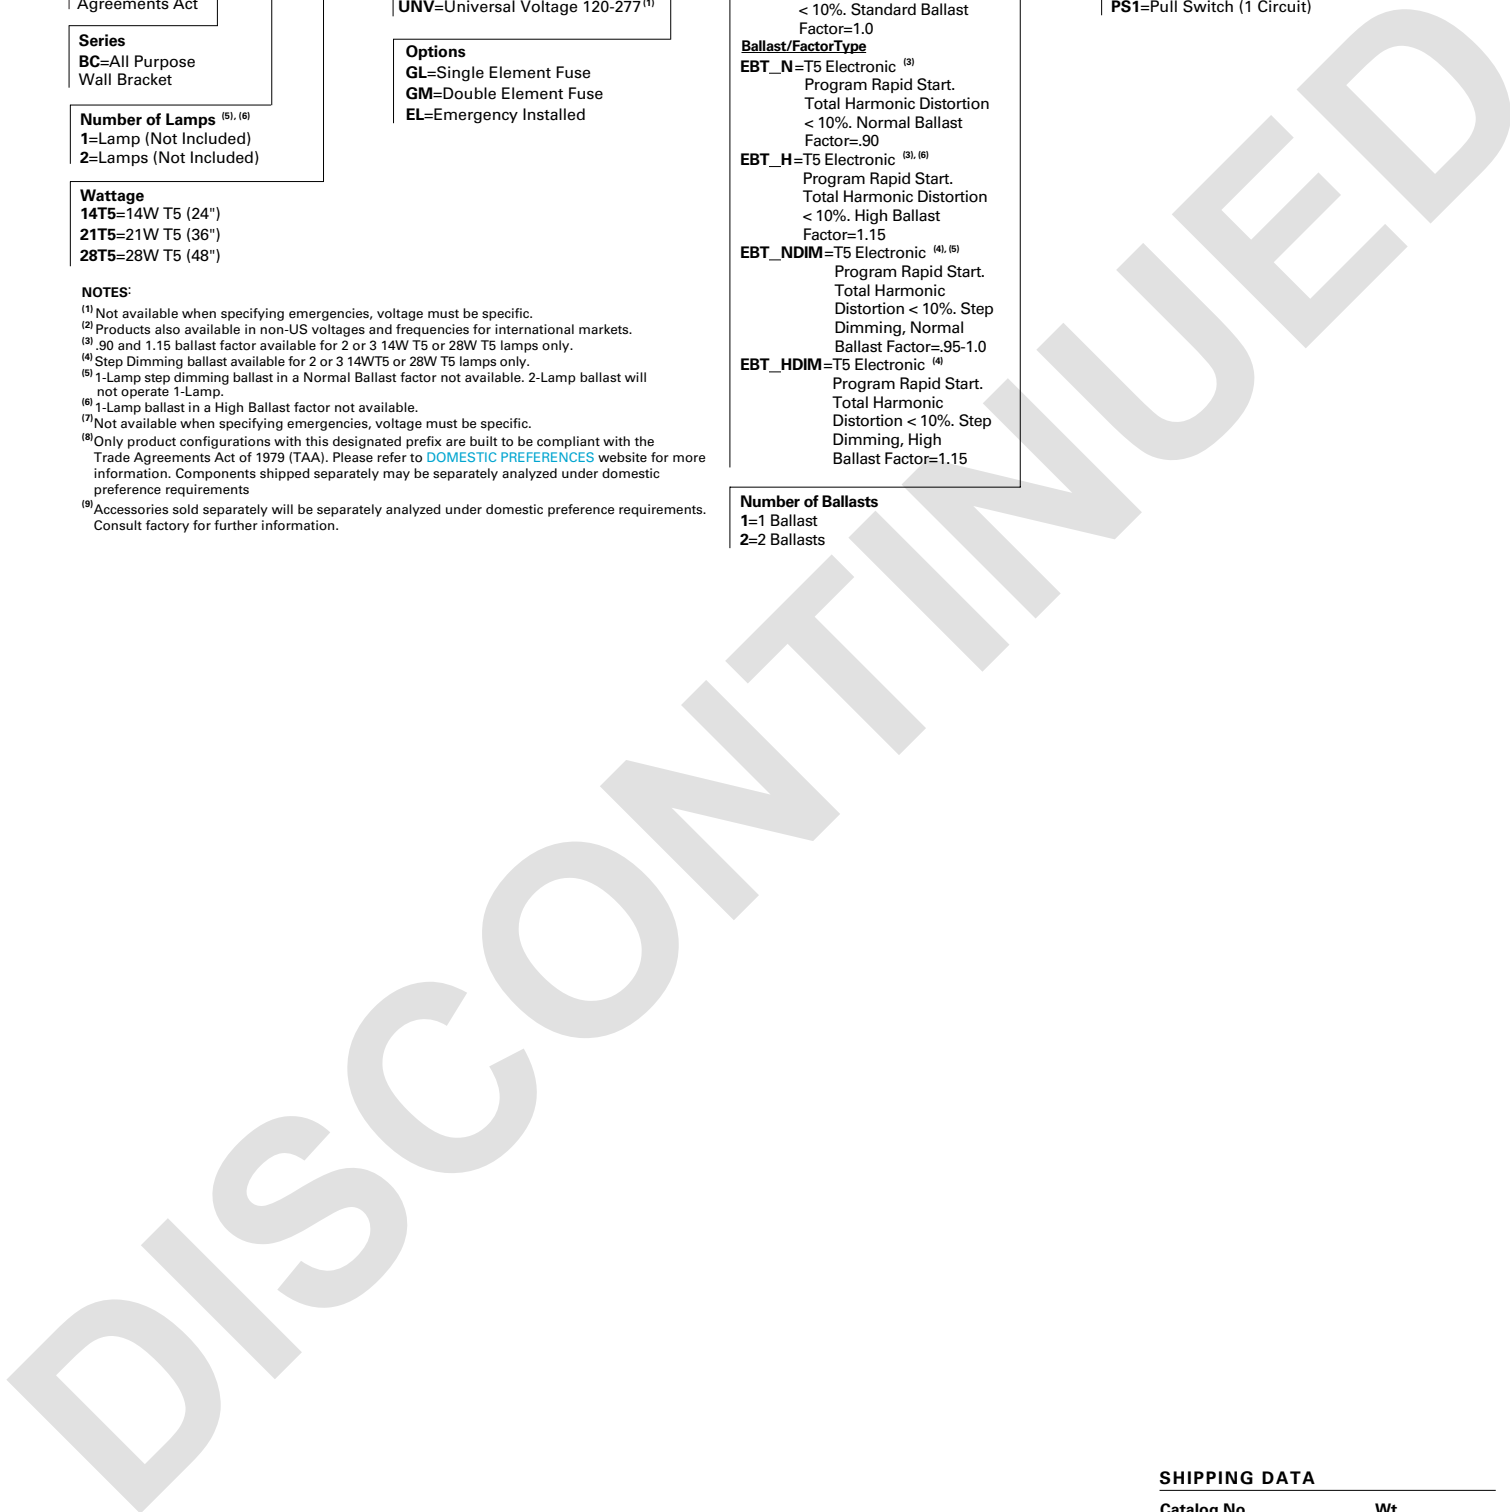 Agreements Act
Series
BC=All Purpose
Wall Bracket
Number of Lamps (5), (6)
1=Lamp (Not Included)
2=Lamps (Not Included)
Wattage
14T5=14W T5 (24")
21T5=21W T5 (36")
28T5=28W T5 (48")
UNV=Universal Voltage 120-277(1)
Options
GL=Single Element Fuse
GM=Double Element Fuse
EL=Emergency Installed
< 10%. Standard Ballast
Factor=1.0
Ballast/FactorType
EBT_N=T5 Electronic (3)
Program Rapid Start.
Total Harmonic Distortion
< 10%. Normal Ballast
Factor=.90
EBT_H=T5 Electronic (3), (6)
Program Rapid Start.
Total Harmonic Distortion
< 10%. High Ballast
Factor=1.15
EBT_NDIM=T5 Electronic (4), (5)
Program Rapid Start.
Total Harmonic
Distortion < 10%. Step
Dimming, Normal
Ballast Factor=.95-1.0
EBT_HDIM=T5 Electronic (4)
Program Rapid Start.
Total Harmonic
Distortion < 10%. Step
Dimming, High
Ballast Factor=1.15
Number of Ballasts
1=1 Ballast
2=2 Ballasts
PS1=Pull Switch (1 Circuit)
NOTES:
(1) Not available when specifying emergencies, voltage must be specific.
(2) Products also available in non-US voltages and frequencies for international markets.
(3) .90 and 1.15 ballast factor available for 2 or 3 14W T5 or 28W T5 lamps only.
(4) Step Dimming ballast available for 2 or 3 14WT5 or 28W T5 lamps only.
(5) 1-Lamp step dimming ballast in a Normal Ballast factor not available. 2-Lamp ballast will
not operate 1-Lamp.
(6) 1-Lamp ballast in a High Ballast factor not available.
(7) Not available when specifying emergencies, voltage must be specific.
(8) Only product configurations with this designated prefix are built to be compliant with the
Trade Agreements Act of 1979 (TAA). Please refer to DOMESTIC PREFERENCES website for more
information. Components shipped separately may be separately analyzed under domestic
preference requirements
(9) Accessories sold separately will be separately analyzed under domestic preference requirements.
Consult factory for further information.
DISCONTINUED
SHIPPING DATA
Catalog No. Wt.